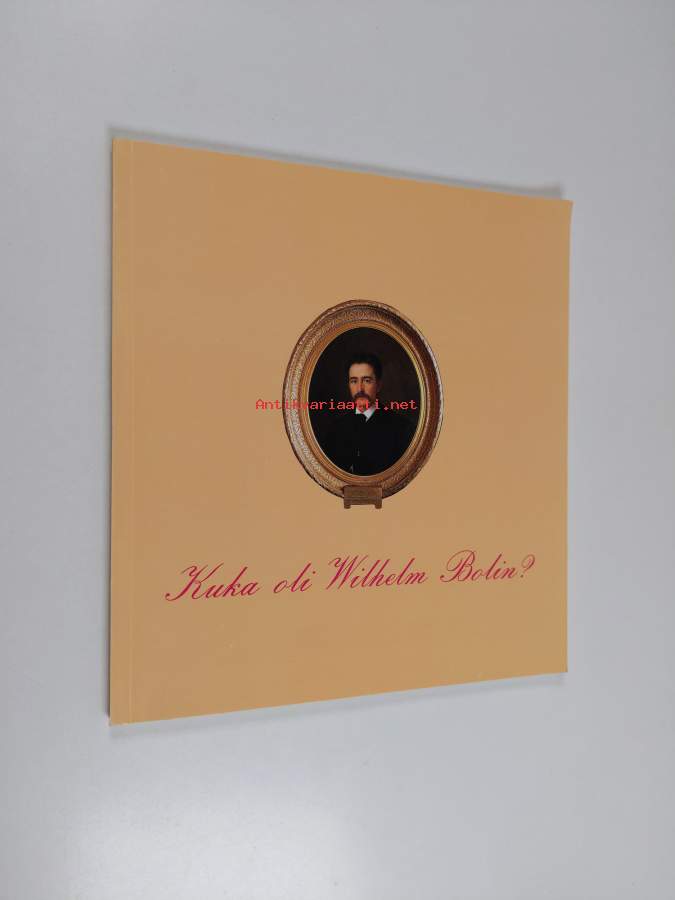 Antikvariaatti.net
Kuka oli Wilhelm Bolin?